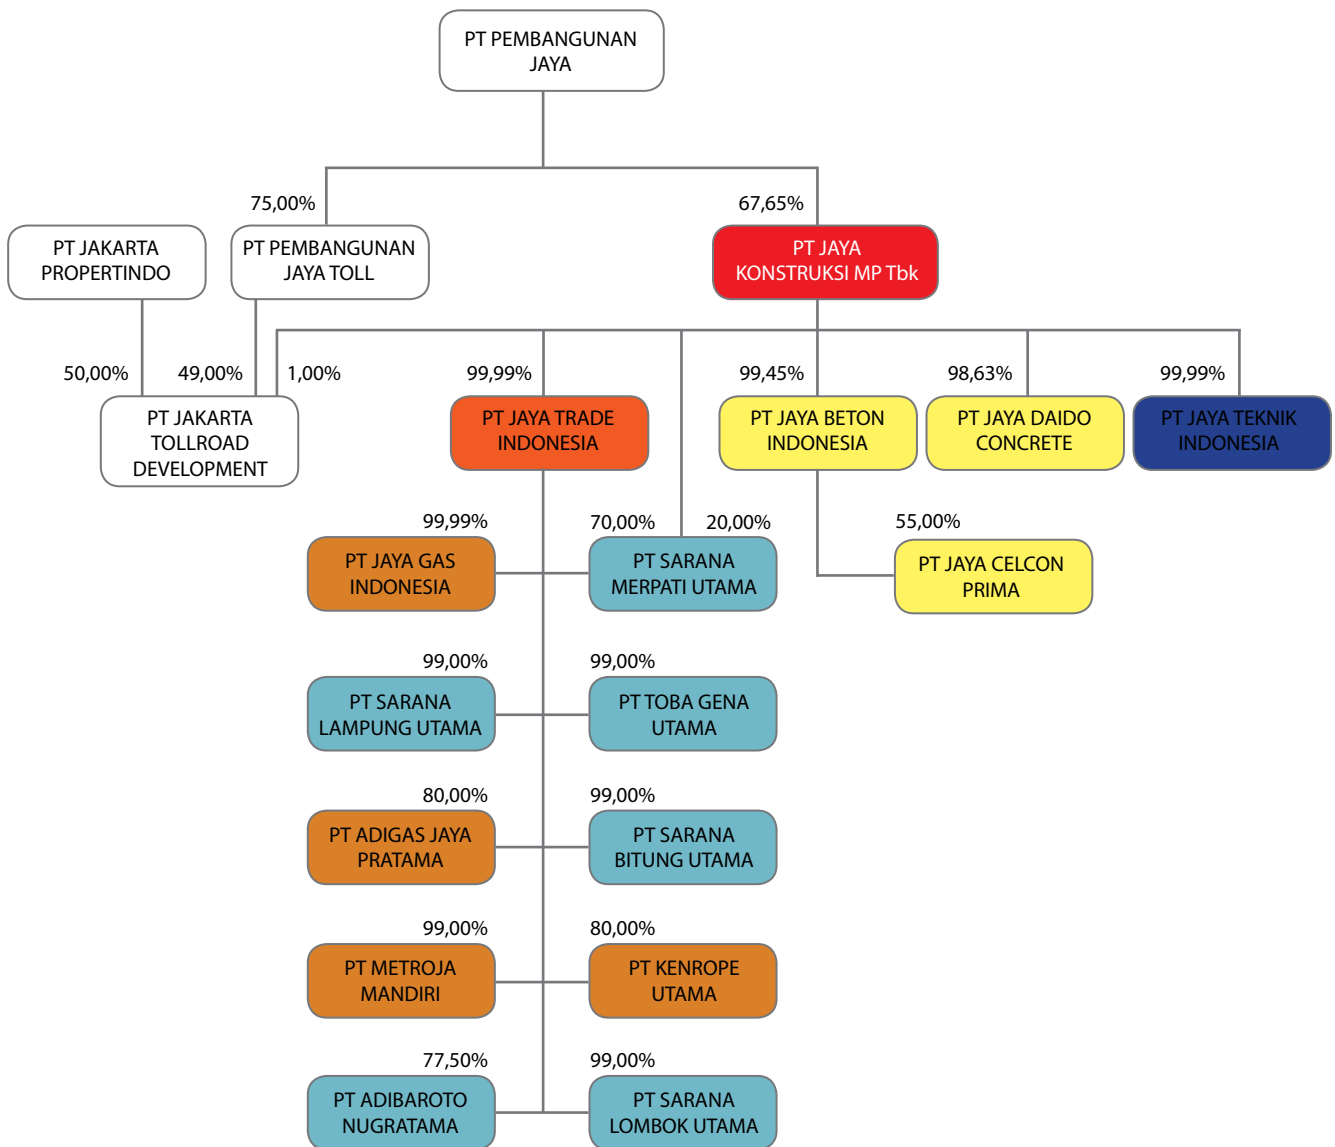 PT PEMBANGUNAN
JAYA
75,00%
67,65%
PT JAKARTA
PROPERTINDO
PT PEMBANGUNAN
JAYA TOLL
PT JAYA
KONSTRUKSI MP Tbk
50,00%
49,00%
1,00%
99,99%
99,45%
98,63%
99,99%
PT JAKARTA
TOLLROAD
DEVELOPMENT
PT JAYA TRADE
INDONESIA
PT JAYA BETON
INDONESIA
PT JAYA DAIDO
CONCRETE
PT JAYA TEKNIK
INDONESIA
99,99%
70,00%
20,00%
55,00%
PT JAYA GAS
INDONESIA
PT SARANA
MERPATI UTAMA
PT JAYA CELCON
PRIMA
99,00%
99,00%
PT SARANA
LAMPUNG UTAMA
PT TOBA GENA
UTAMA
80,00%
99,00%
PT ADIGAS JAYA
PRATAMA
PT SARANA
BITUNG UTAMA
99,00%
80,00%
PT METROJA
MANDIRI
PT KENROPE
UTAMA
77,50%
99,00%
PT ADIBAROTO
NUGRATAMA
PT SARANA
LOMBOK UTAMA